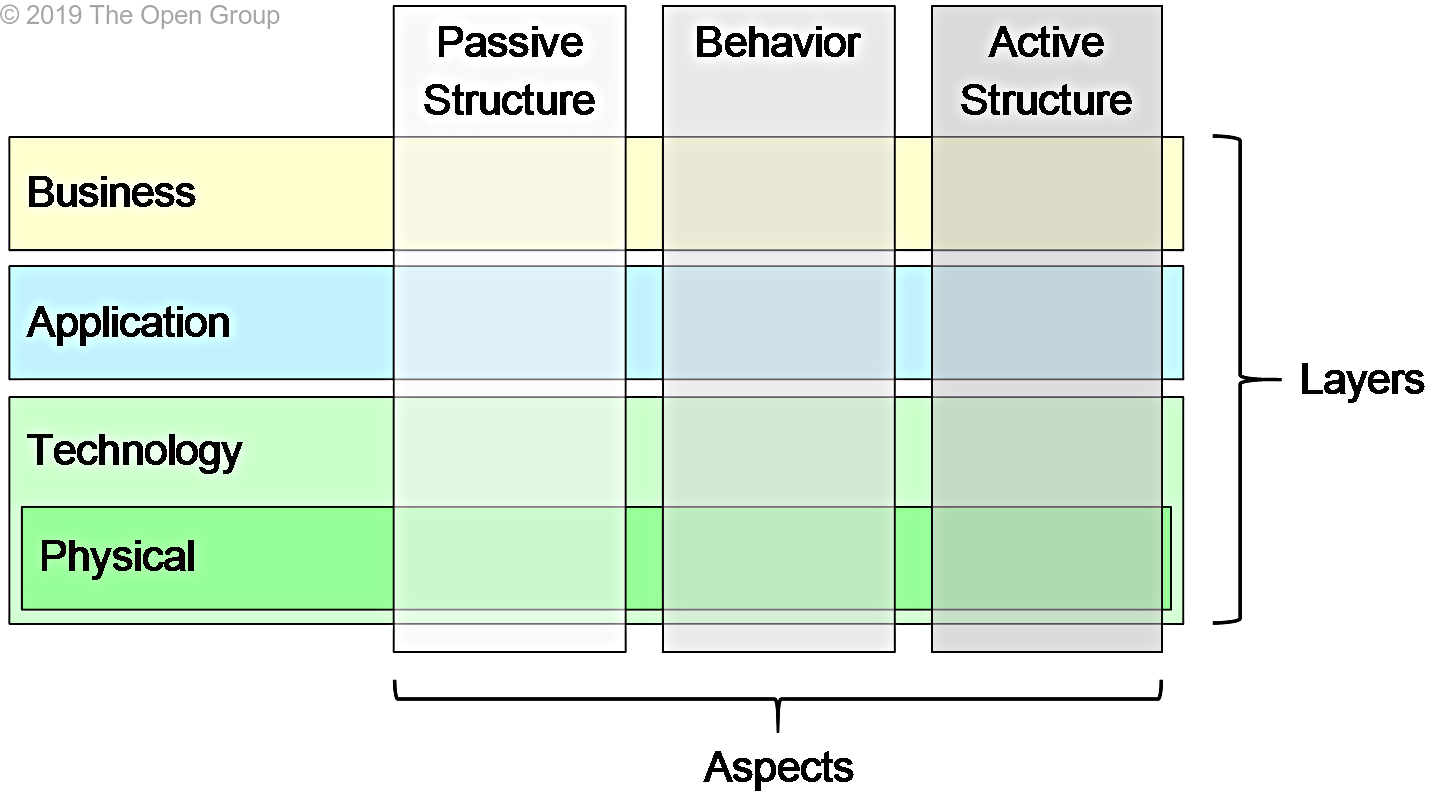 © 2019 The Open Group
Passive
Structure
Behavior
Active
Structure
Business
Application
Technology
Physical
Layers
Aspects